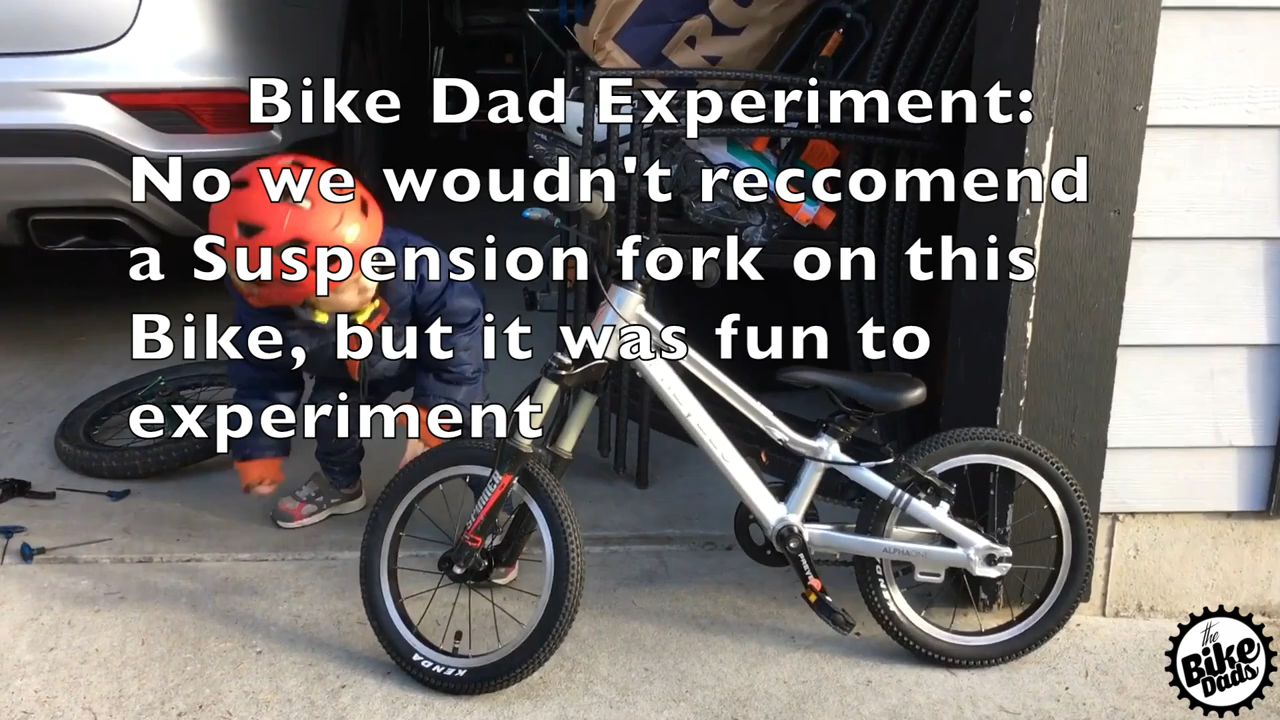 Bike Dad Experiment:
No we woudn't reccomend
a Suspension fork on this
Bike, but it was fun to
experiment
SPINNER
KENDA
ALPHAONE
the
Bike
Dads